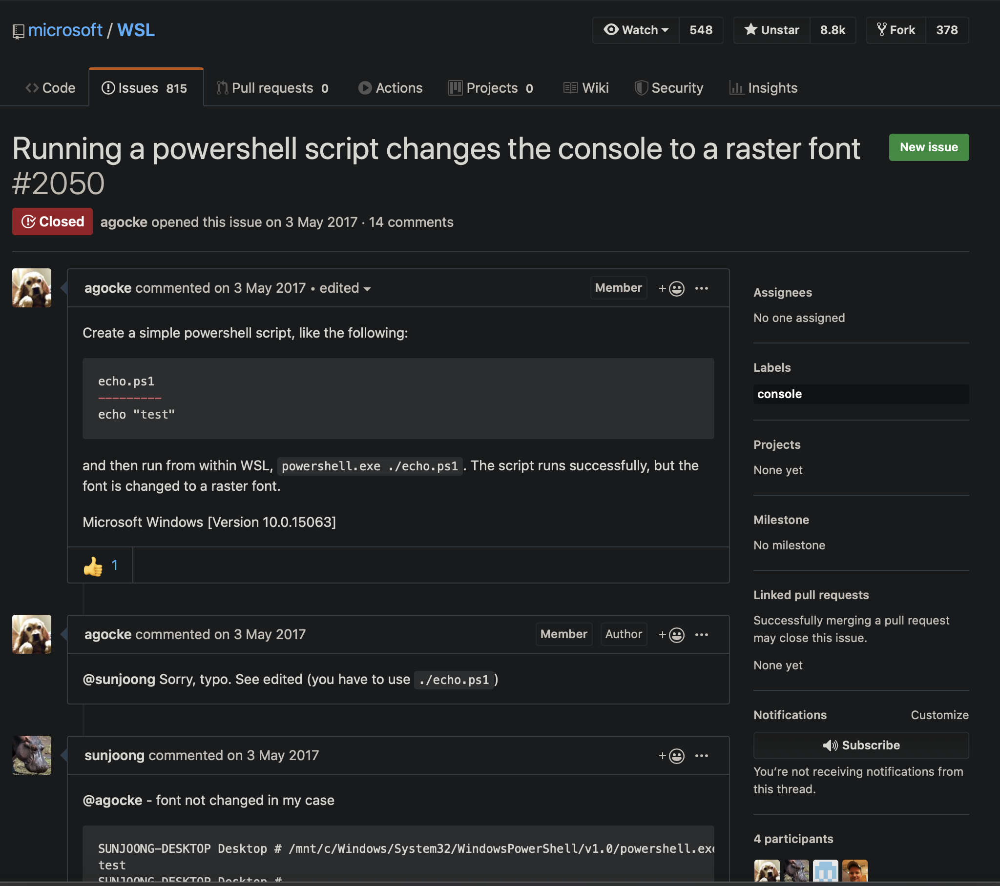 microsoft / WSL
Watch 548 Unstar 8.8k Fork 378
Code Issues 815 Pull requests 0 Actions Projects 0 Wiki Security Insights
Running a powershell script changes the console to a raster font
#2050
New issue
Closed agocke opened this issue on 3 May 2017 · 14 comments
agocke commented on 3 May 2017 • edited Member
Create a simple powershell script, like the following:
echo.ps1
---------
echo "test"
and then run from within WSL, powershell.exe ./echo.ps1 . The script runs successfully, but the
font is changed to a raster font.
Microsoft Windows [Version 10.0.15063]
👍 1
agocke commented on 3 May 2017 Member Author
@sunjoong Sorry, typo. See edited (you have to use ./echo.ps1 )
sunjoong commented on 3 May 2017
@agocke - font not changed in my case
SUNJOONG-DESKTOP Desktop # /mnt/c/Windows/System32/WindowsPowerShell/v1.0/powershell.exe
test
SUNJOONG-DESKTOP Desktop #
Assignees
No one assigned
Labels
console
Projects
None yet
Milestone
No milestone
Linked pull requests
Successfully merging a pull request
may close this issue.
None yet
Notifications Customize
Subscribe
You’re not receiving notifications from
this thread.
4 participants